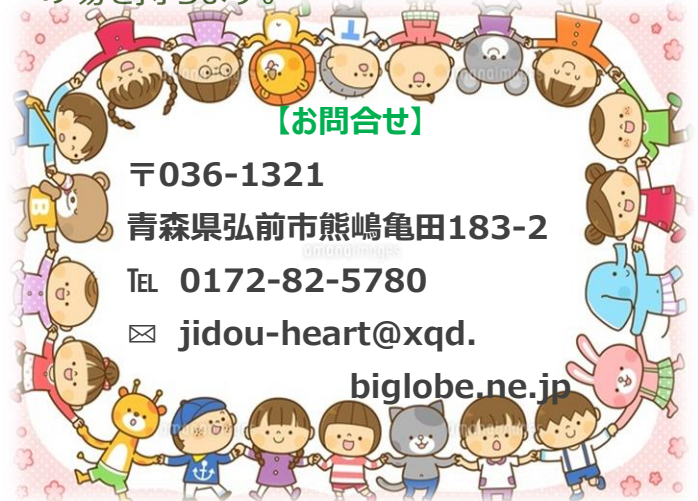 【お問合せ】
〒036-1321
青森県弘前市熊嶋亀田183-2
℡ 0172-82-5780
✉ jidou-heart@xqd.
biglobe.ne.jp
amanaimages
B